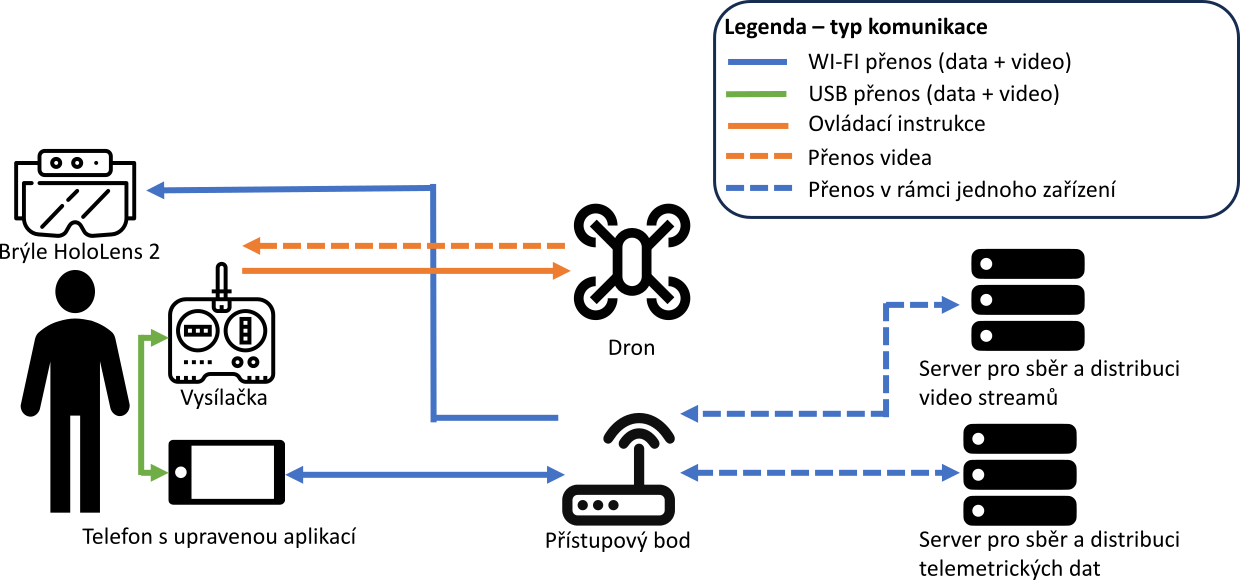 Legenda – typ komunikace
WI-FI přenos (data + video)
USB přenos (data + video)
Ovládací instrukce
Přenos videa
Přenos v rámci jednoho zařízení
Brýle HoloLens 2
Dron
Vysílačka
Server pro sběr a distribuci
video streamů
Telefon s upravenou aplikací
Přístupový bod
Server pro sběr a distribuci
telemetrických dat